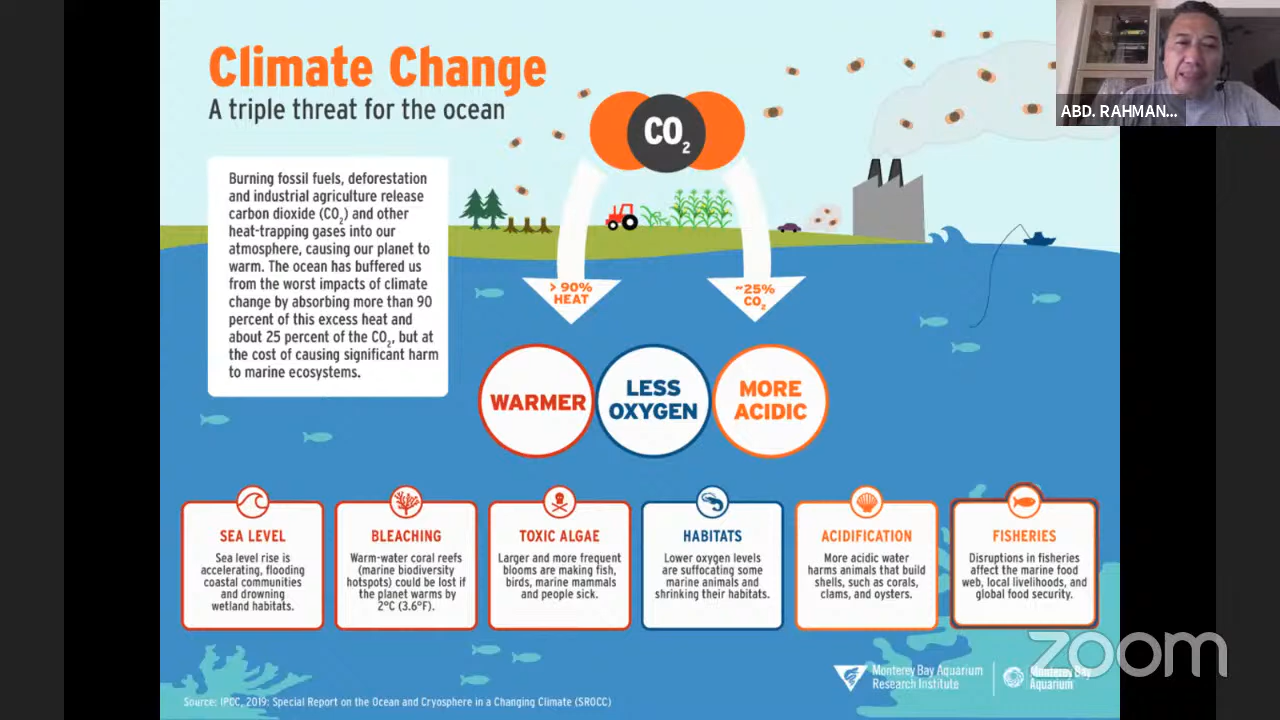 ABD. RAHMAN...
Climate Change
A triple threat for the ocean
CO2
Burning fossil fuels, deforestation
and industrial agriculture release
carbon dioxide (CO2) and other
heat-trapping gases into our
atmosphere, causing our planet to
warm. The ocean has buffered us
from the worst impacts of climate
change by absorbing more than 90
percent of this excess heat and
about 25 percent of the CO2, but at
the cost of causing significant harm
to marine ecosystems.
> 90%
HEAT
~25%
CO2
WARMER
LESS
OXYGEN
MORE
ACIDIC
SEA LEVEL
Sea level rise is
accelerating, flooding
coastal communities
and drowning
wetland habitats.
BLEACHING
Warm-water coral reefs
(marine biodiversity
hotspots) could be lost if
the planet warms by
2°C (3.6°F).
TOXIC ALGAE
Larger and more frequent
blooms are making fish,
birds, marine mammals
and people sick.
HABITATS
Lower oxygen levels
are suffocating some
marine animals and
shrinking their habitats.
ACIDIFICATION
More acidic water
harms animals that build
shells, such as corals,
clams, and oysters.
FISHERIES
Disruptions in fisheries
affect the marine food
web, local livelihoods, and
global food security.
zoom
Monterey Bay Aquarium
Research Institute
Monterey Bay
Aquarium
Source: IPCC, 2019: Special Report on the Ocean and Cryosphere in a Changing Climate (SROCC)